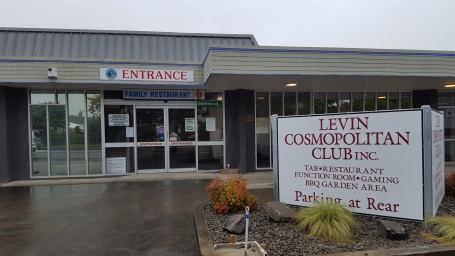 ENTRANCE
FAMILY RESTAURANT
ENTRANCE
ENTRANCE
LEVIN
COSMOPOLITAN
CLUB INC.
TAB • RESTAURANT
FUNCTION ROOM • GAMING
BBQ GARDEN AREA
Parking at Rear